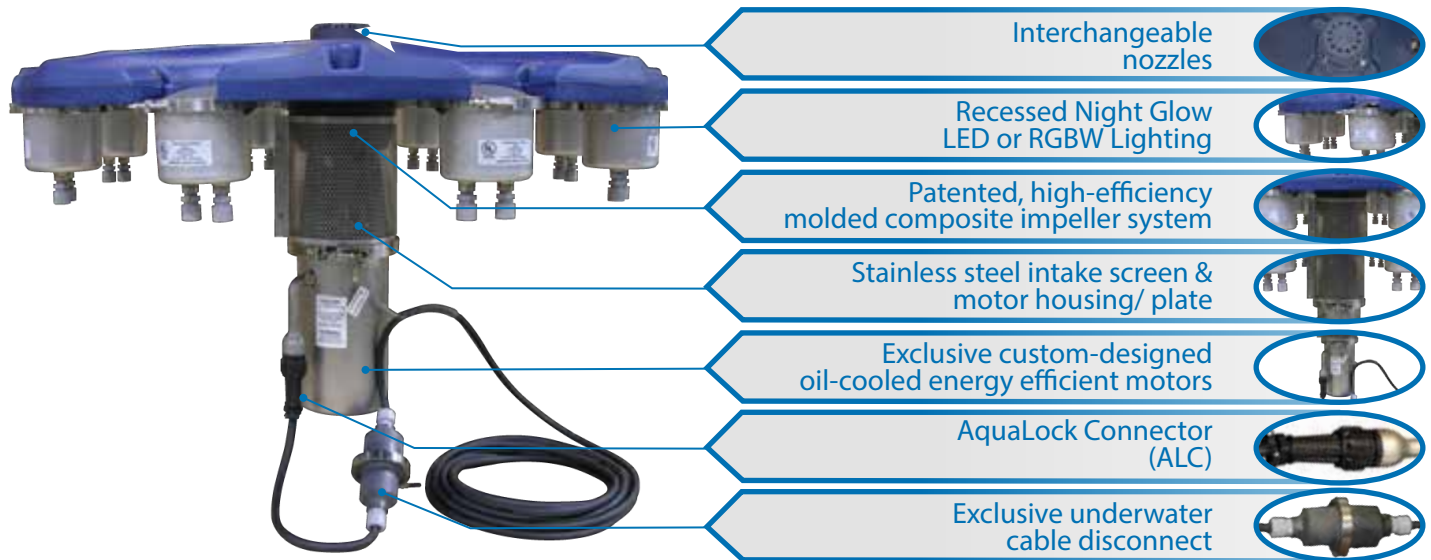 Interchangeable
nozzles
Recessed Night Glow
LED or RGBW Lighting
Patented, high-efficiency
molded composite impeller system
Stainless steel intake screen &
motor housing/ plate
Exclusive custom-designed
oil-cooled energy efficient motors
AquaLock Connector
(ALC)
Exclusive underwater
cable disconnect